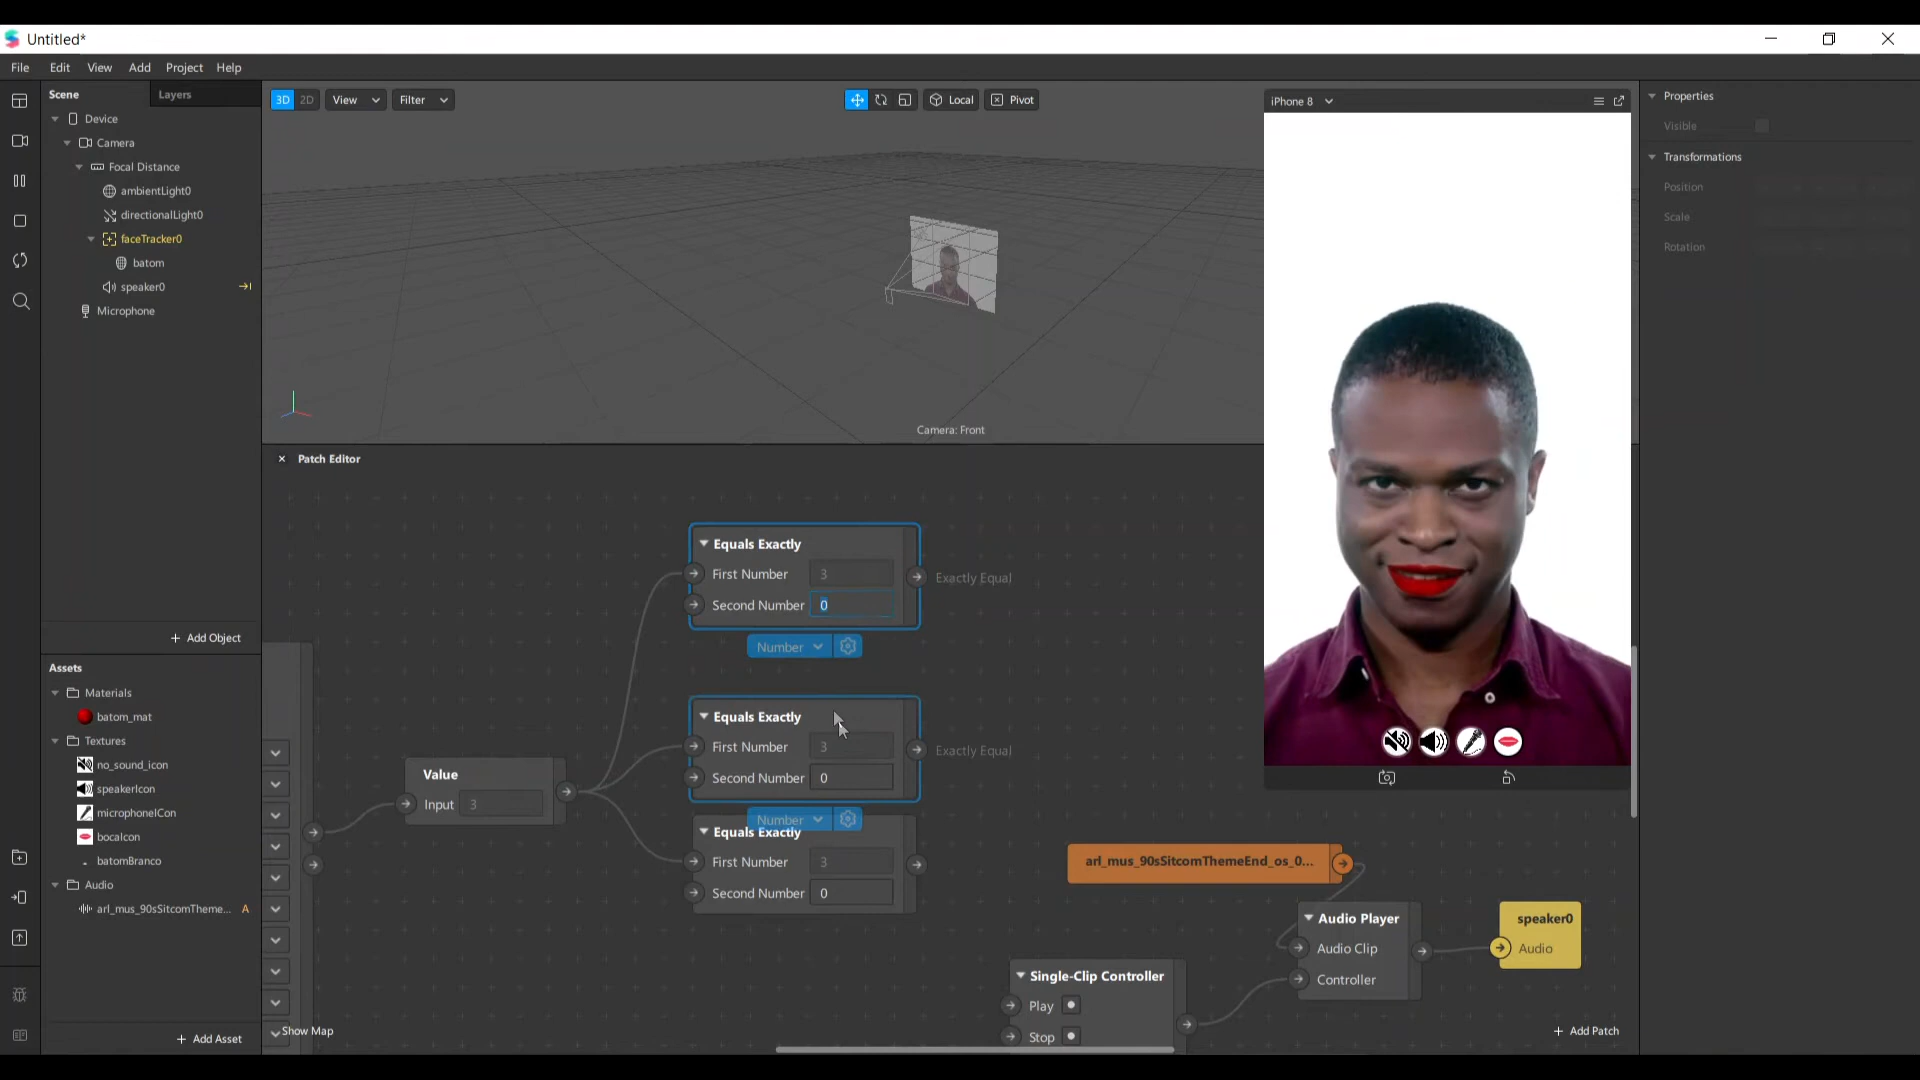 Untitled*
File Edit View Add Project Help
Scene Layers
Device
Camera
Focal Distance
ambientLight0
directionalLight0
faceTracker0
batom
speaker0
Microphone
+ Add Object
Assets
Materials
batom_mat
Textures
no_sound_icon
speakerIcon
microphoneICon
bocaIcon
batomBranco
Audio
arl_mus_90sSitcomTheme... A
+ Add Asset
3D 2D View Filter Local Pivot
Camera: Front
iPhone 8
Properties
Visible
Transformations
Position
Scale
Rotation
Patch Editor
Equals Exactly
First Number 3
Second Number 0
Exactly Equal
Number
Equals Exactly
First Number 3
Second Number 0
Exactly Equal
Number
Equals Exactly
First Number 3
Second Number 0
Value
Input 3
arl_mus_90sSitcomThemeEnd_os_0...
Audio Player
Audio Clip
Controller
speaker0
Audio
Single-Clip Controller
Play
Stop
Show Map
+ Add Patch